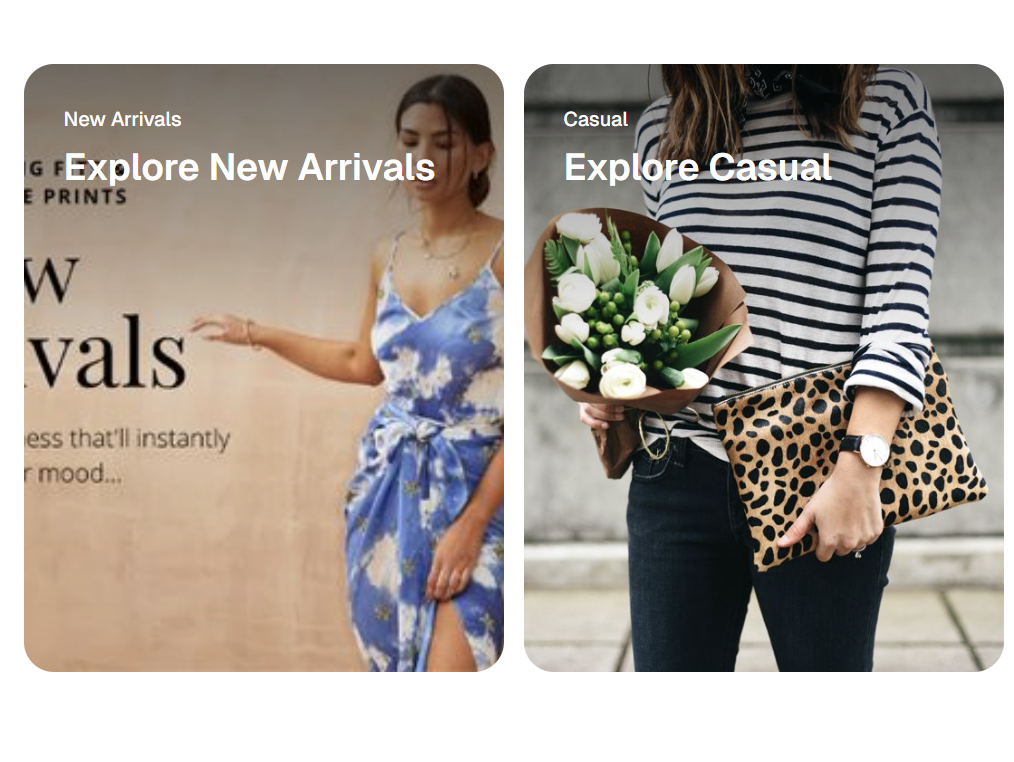 New Arrivals
Explore New Arrivals
E PRINTS
w
vals
ess that'll instantly
r mood...
Casual
Explore Casual